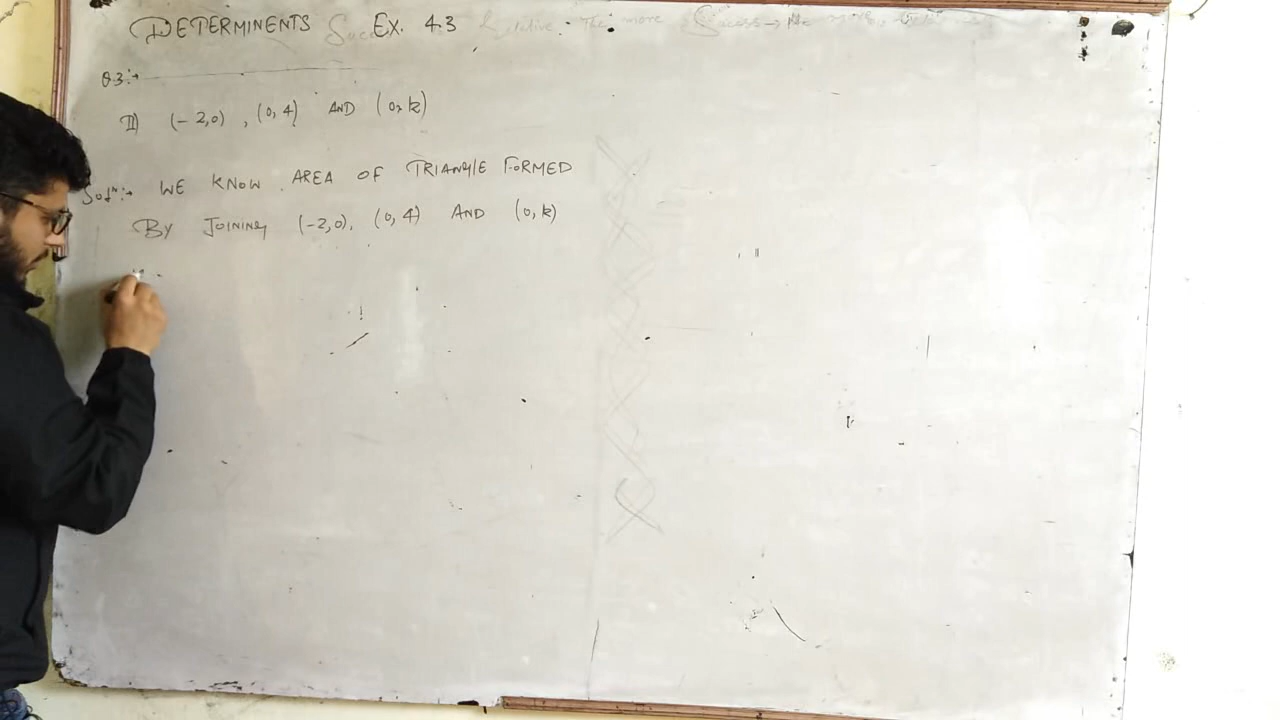 DETERMINENTS Ex. 4.3
Q.3:→
II) (-2,0) , (0,4) AND (0,k)
Solⁿ:→ WE KNOW AREA OF TRIANGLE FORMED
BY JOINING (-2,0), (0,4) AND (0,k)